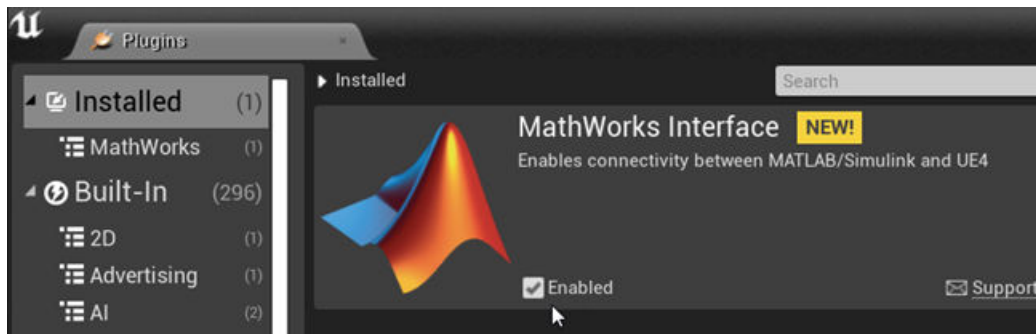 Plugins
Installed (1)
MathWorks (1)
Built-In (296)
2D (1)
Advertising (1)
AI (2)
Installed
Search
MathWorks Interface NEW!
Enables connectivity between MATLAB/Simulink and UE4
Enabled
Support